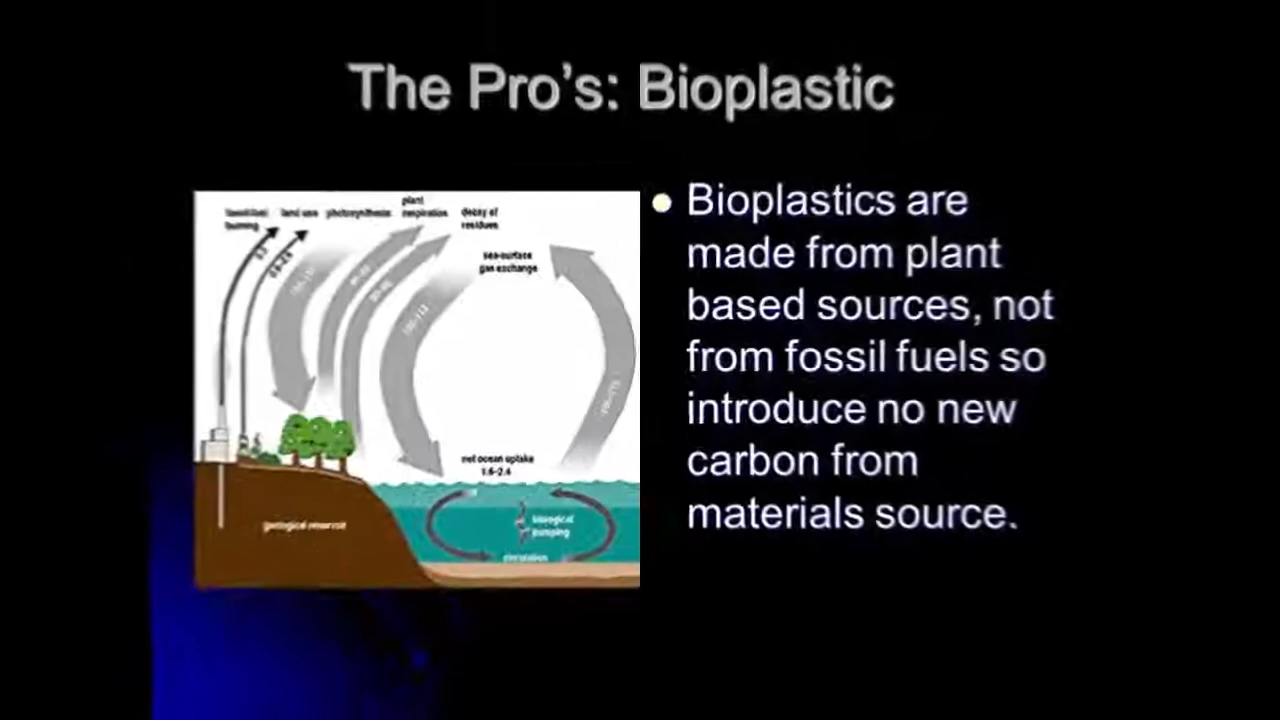 The Pro's: Bioplastic
burning
land use
photosynthesis
plant
respiration
decay of
residues
sea-surface
gas exchange
Bioplastics are
made from plant
based sources, not
from fossil fuels so
introduce no new
carbon from
materials source.
net ocean uptake
1.6-2.4
biological
pumping
circulation
geological reservoir